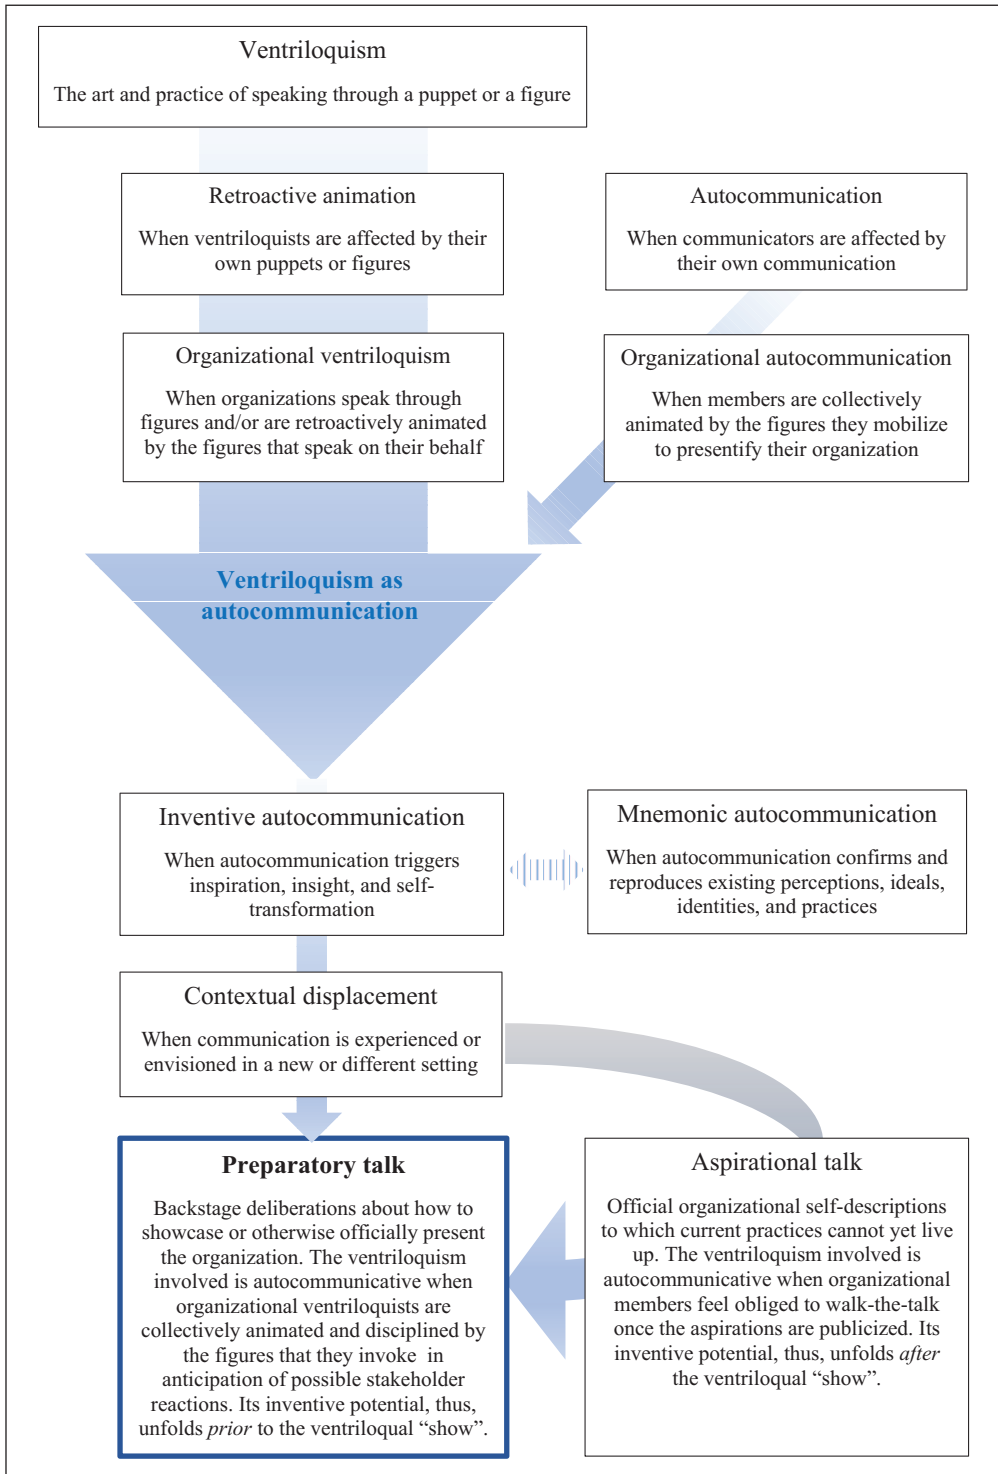 Ventriloquism
The art and practice of speaking through a puppet or a figure
Retroactive animation
When ventriloquists are affected by their
own puppets or figures
Autocommunication
When communicators are affected by
their own communication
Organizational ventriloquism
When organizations speak through
figures and/or are retroactively animated
by the figures that speak on their behalf
Organizational autocommunication
When members are collectively
animated by the figures they mobilize
to presentify their organization
Ventriloquism as
autocommunication
Inventive autocommunication
When autocommunication triggers
inspiration, insight, and self-
transformation
Mnemonic autocommunication
When autocommunication confirms and
reproduces existing perceptions, ideals,
identities, and practices
Contextual displacement
When communication is experienced or
envisioned in a new or different setting
Preparatory talk
Backstage deliberations about how to
showcase or otherwise officially present
the organization. The ventriloquism
involved is autocommunicative when
organizational ventriloquists are
collectively animated and disciplined by
the figures that they invoke in
anticipation of possible stakeholder
reactions. Its inventive potential, thus,
unfolds prior to the ventriloqual “show”.
Aspirational talk
Official organizational self-descriptions
to which current practices cannot yet live
up. The ventriloquism involved is
autocommunicative when organizational
members feel obliged to walk-the-talk
once the aspirations are publicized. Its
inventive potential, thus, unfolds after
the ventriloqual “show”.